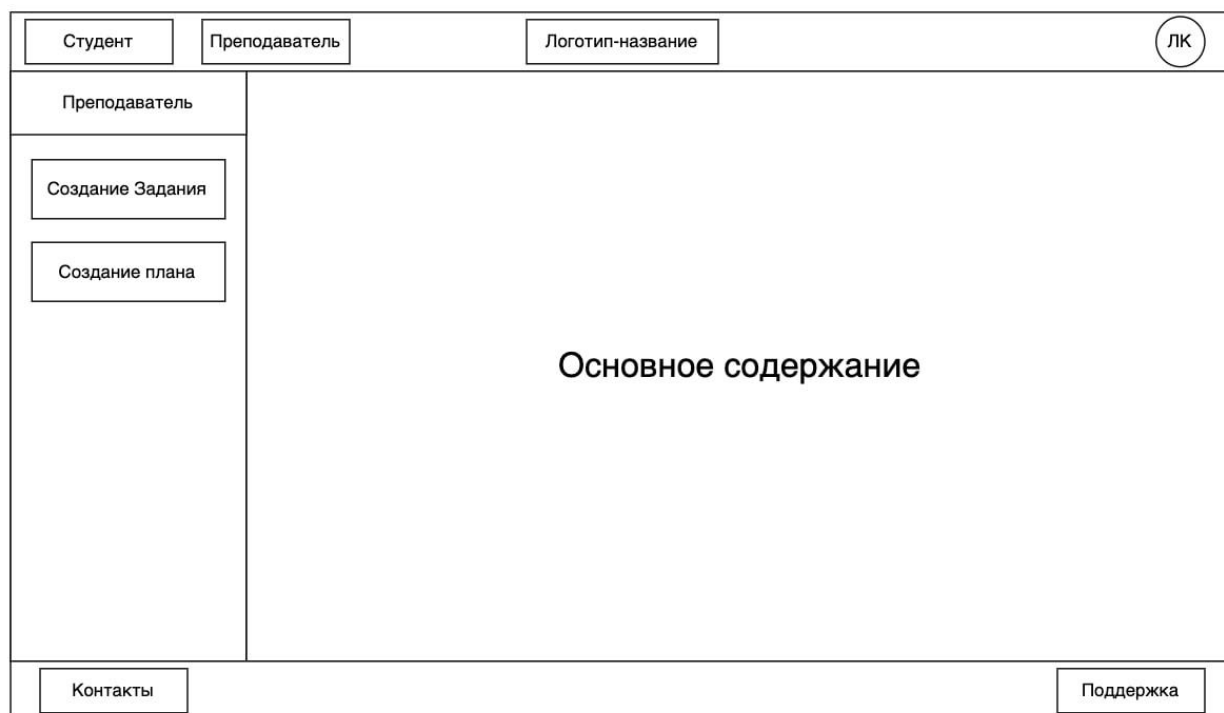 Студент
Преподаватель
Логотип-название
ЛК
Преподаватель
Создание Задания
Создание плана
Основное содержание
Контакты
Поддержка